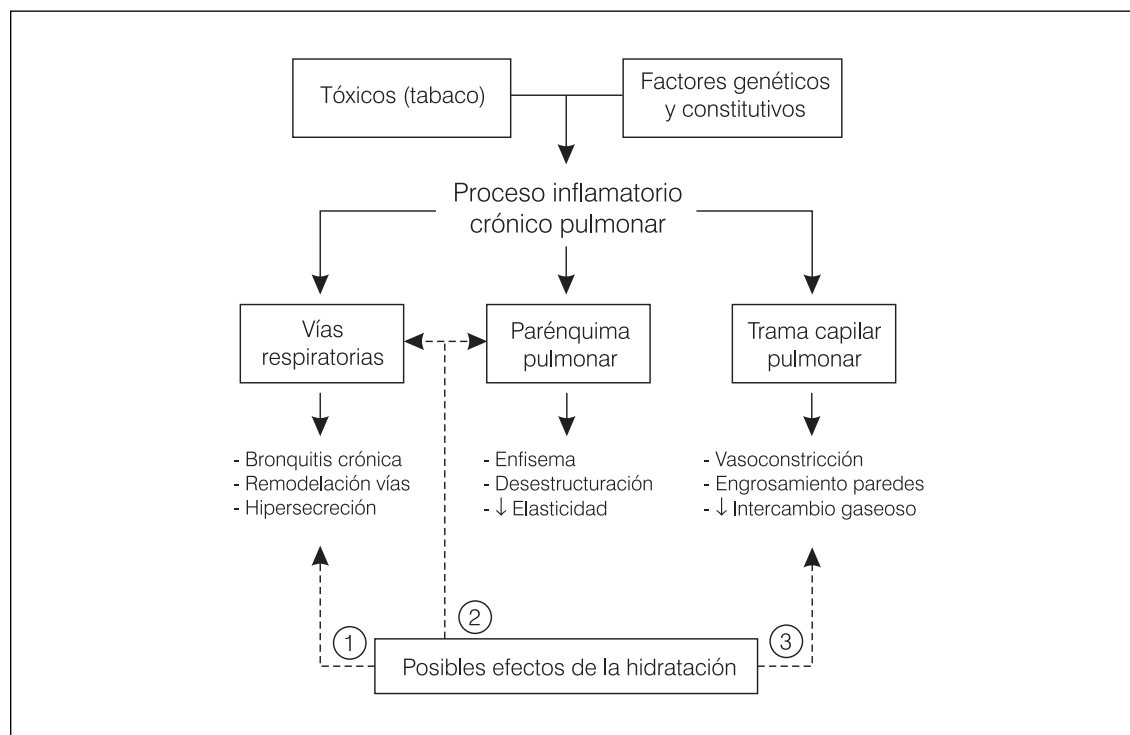 Tóxicos (tabaco)
Factores genéticos
y constitutivos
Proceso inflamatorio
crónico pulmonar
Vías
respiratorias
Parénquima
pulmonar
Trama capilar
pulmonar
- Bronquitis crónica
- Remodelación vías
- Hipersecreción
- Enfisema
- Desestructuración
- ↓ Elasticidad
- Vasoconstricción
- Engrosamiento paredes
- ↓ Intercambio gaseoso
1
2
3
Posibles efectos de la hidratación